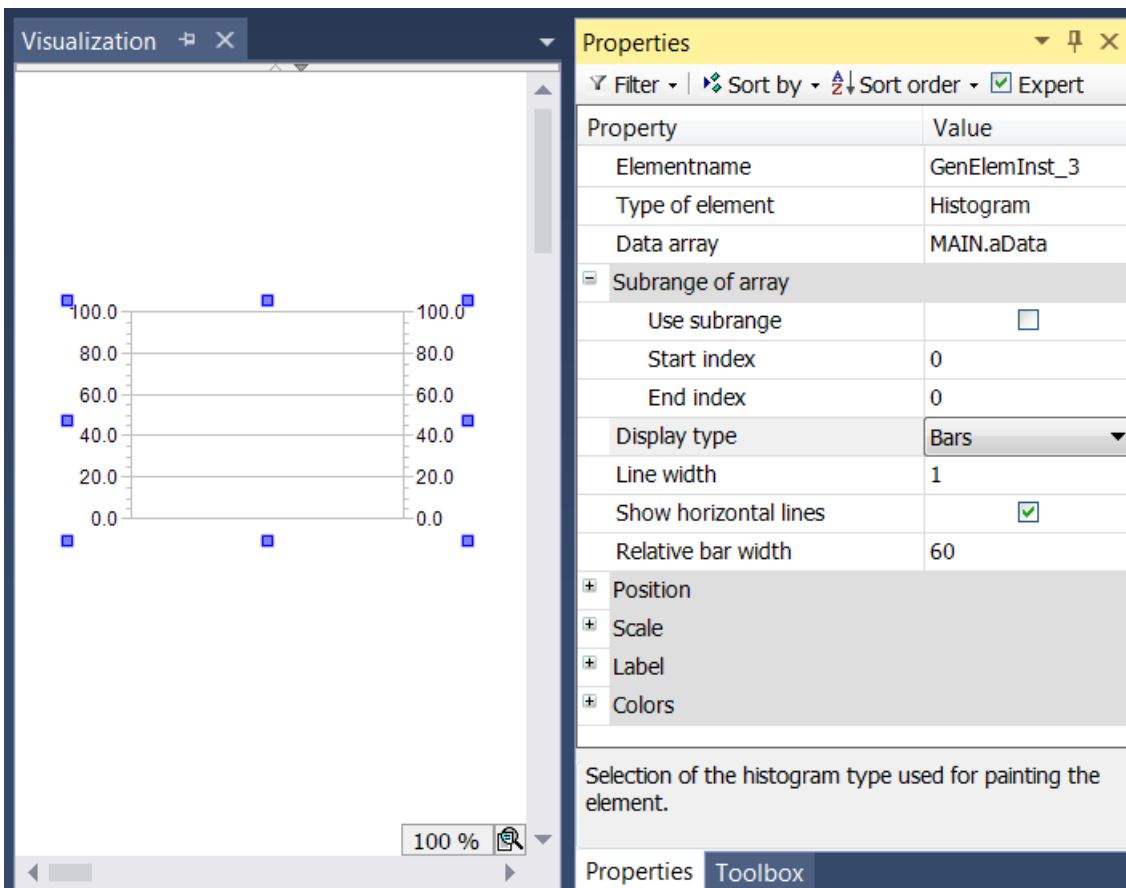 Visualization
100.0 100.0
80.0 80.0
60.0 60.0
40.0 40.0
20.0 20.0
0.0 0.0
100 %
Properties
Filter Sort by Sort order Expert
Property Value
Elementname GenElemInst_3
Type of element Histogram
Data array MAIN.aData
Subrange of array
Use subrange
Start index 0
End index 0
Display type Bars
Line width 1
Show horizontal lines
Relative bar width 60
Position
Scale
Label
Colors
Selection of the histogram type used for painting the
element.
Properties Toolbox